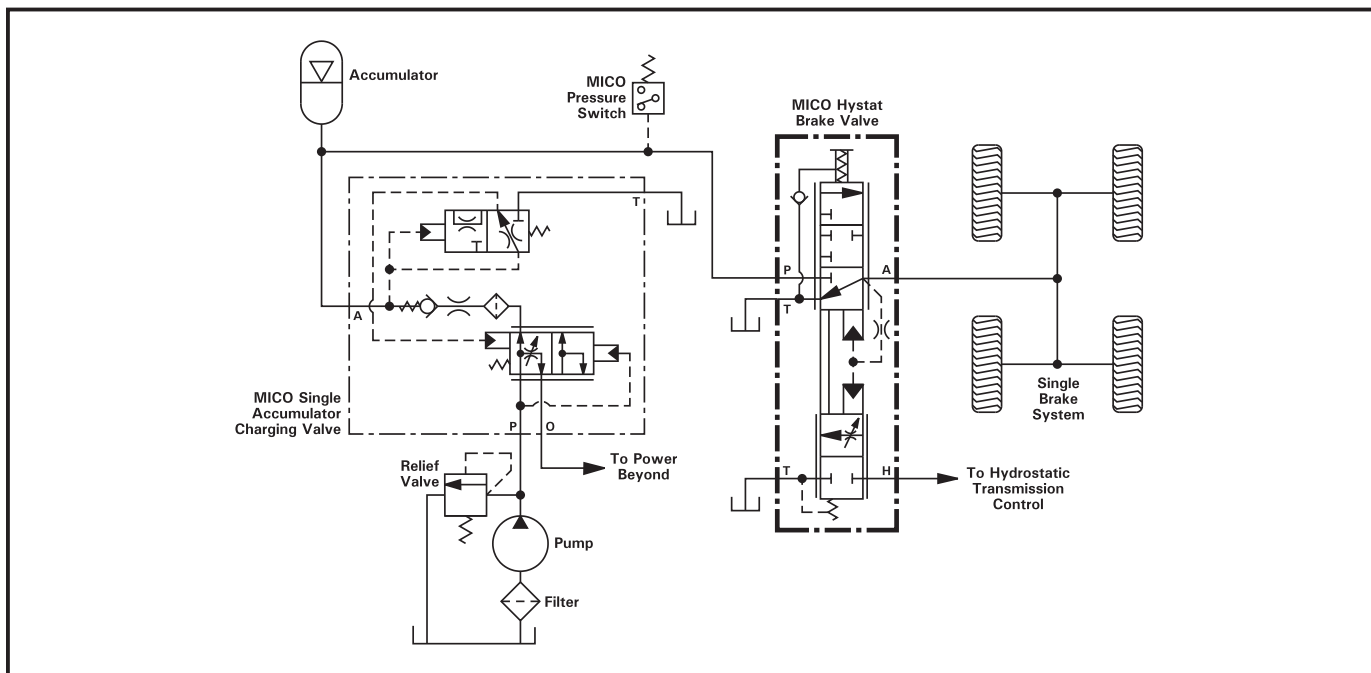 Accumulator
MICO
Pressure
Switch
MICO Hystat
Brake Valve
T
P
A
T
A
MICO Single
Accumulator
Charging Valve
P
O
Single
Brake
System
Relief
Valve
To Power
Beyond
T
H
To Hydrostatic
Transmission
Control
Pump
Filter